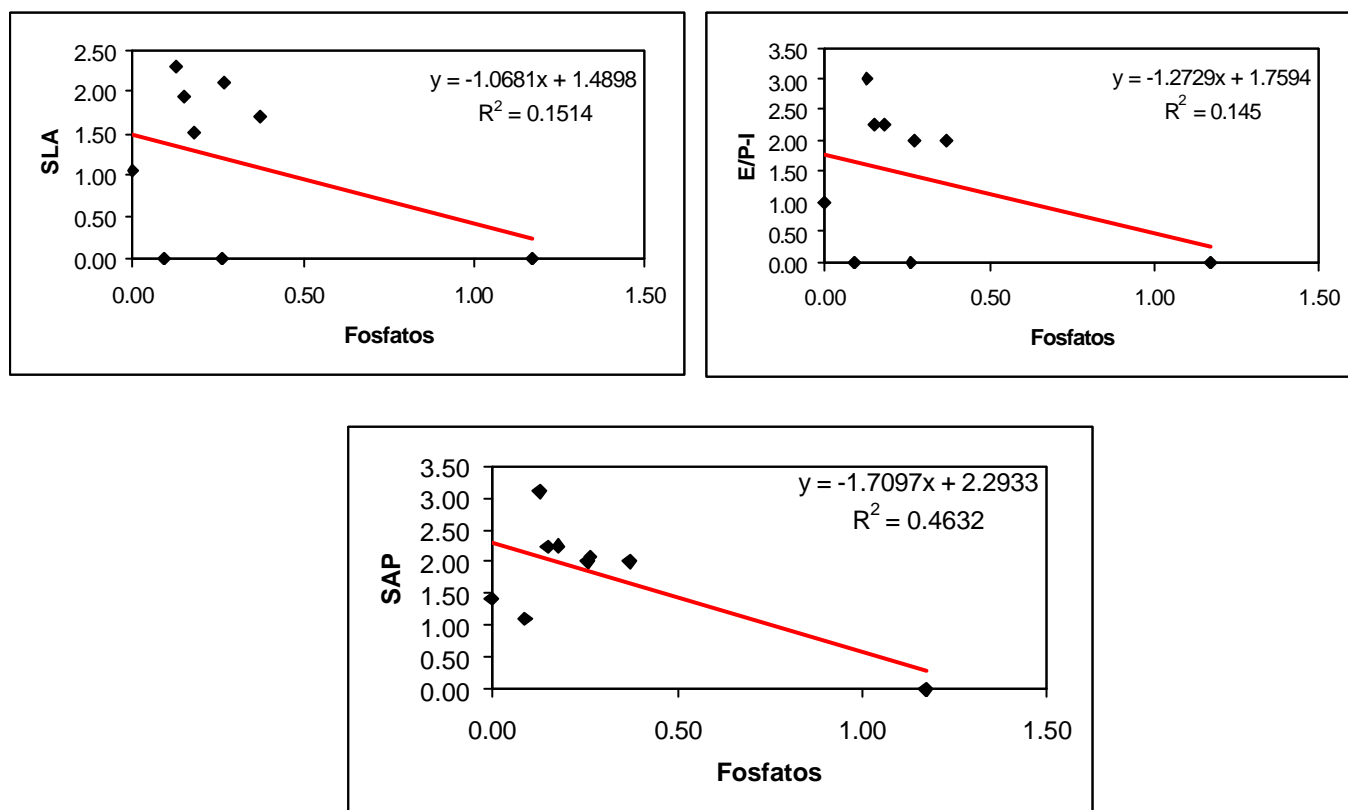 2.50
2.00
1.50
1.00
0.50
0.00
SLA
y = -1.0681x + 1.4898
R² = 0.1514
0.00 0.50 1.00 1.50
Fosfatos
3.50
3.00
2.50
2.00
1.50
1.00
0.50
0.00
E/P-I
y = -1.2729x + 1.7594
R² = 0.145
0.00 0.50 1.00 1.50
Fosfatos
3.50
3.00
2.50
2.00
1.50
1.00
0.50
0.00
SAP
y = -1.7097x + 2.2933
R² = 0.4632
0.00 0.50 1.00 1.50
Fosfatos